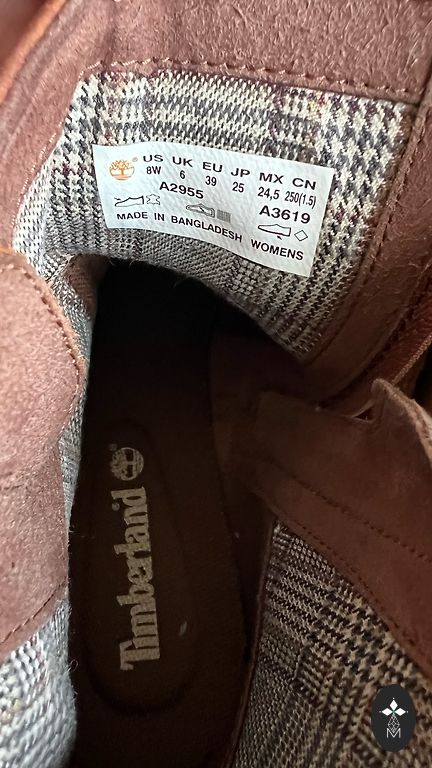 US UK EU JP MX CN
8W 6 39 25 24,5 250(1.5)
A2955
A3619
MADE IN BANGLADESH WOMENS
Timberland
M